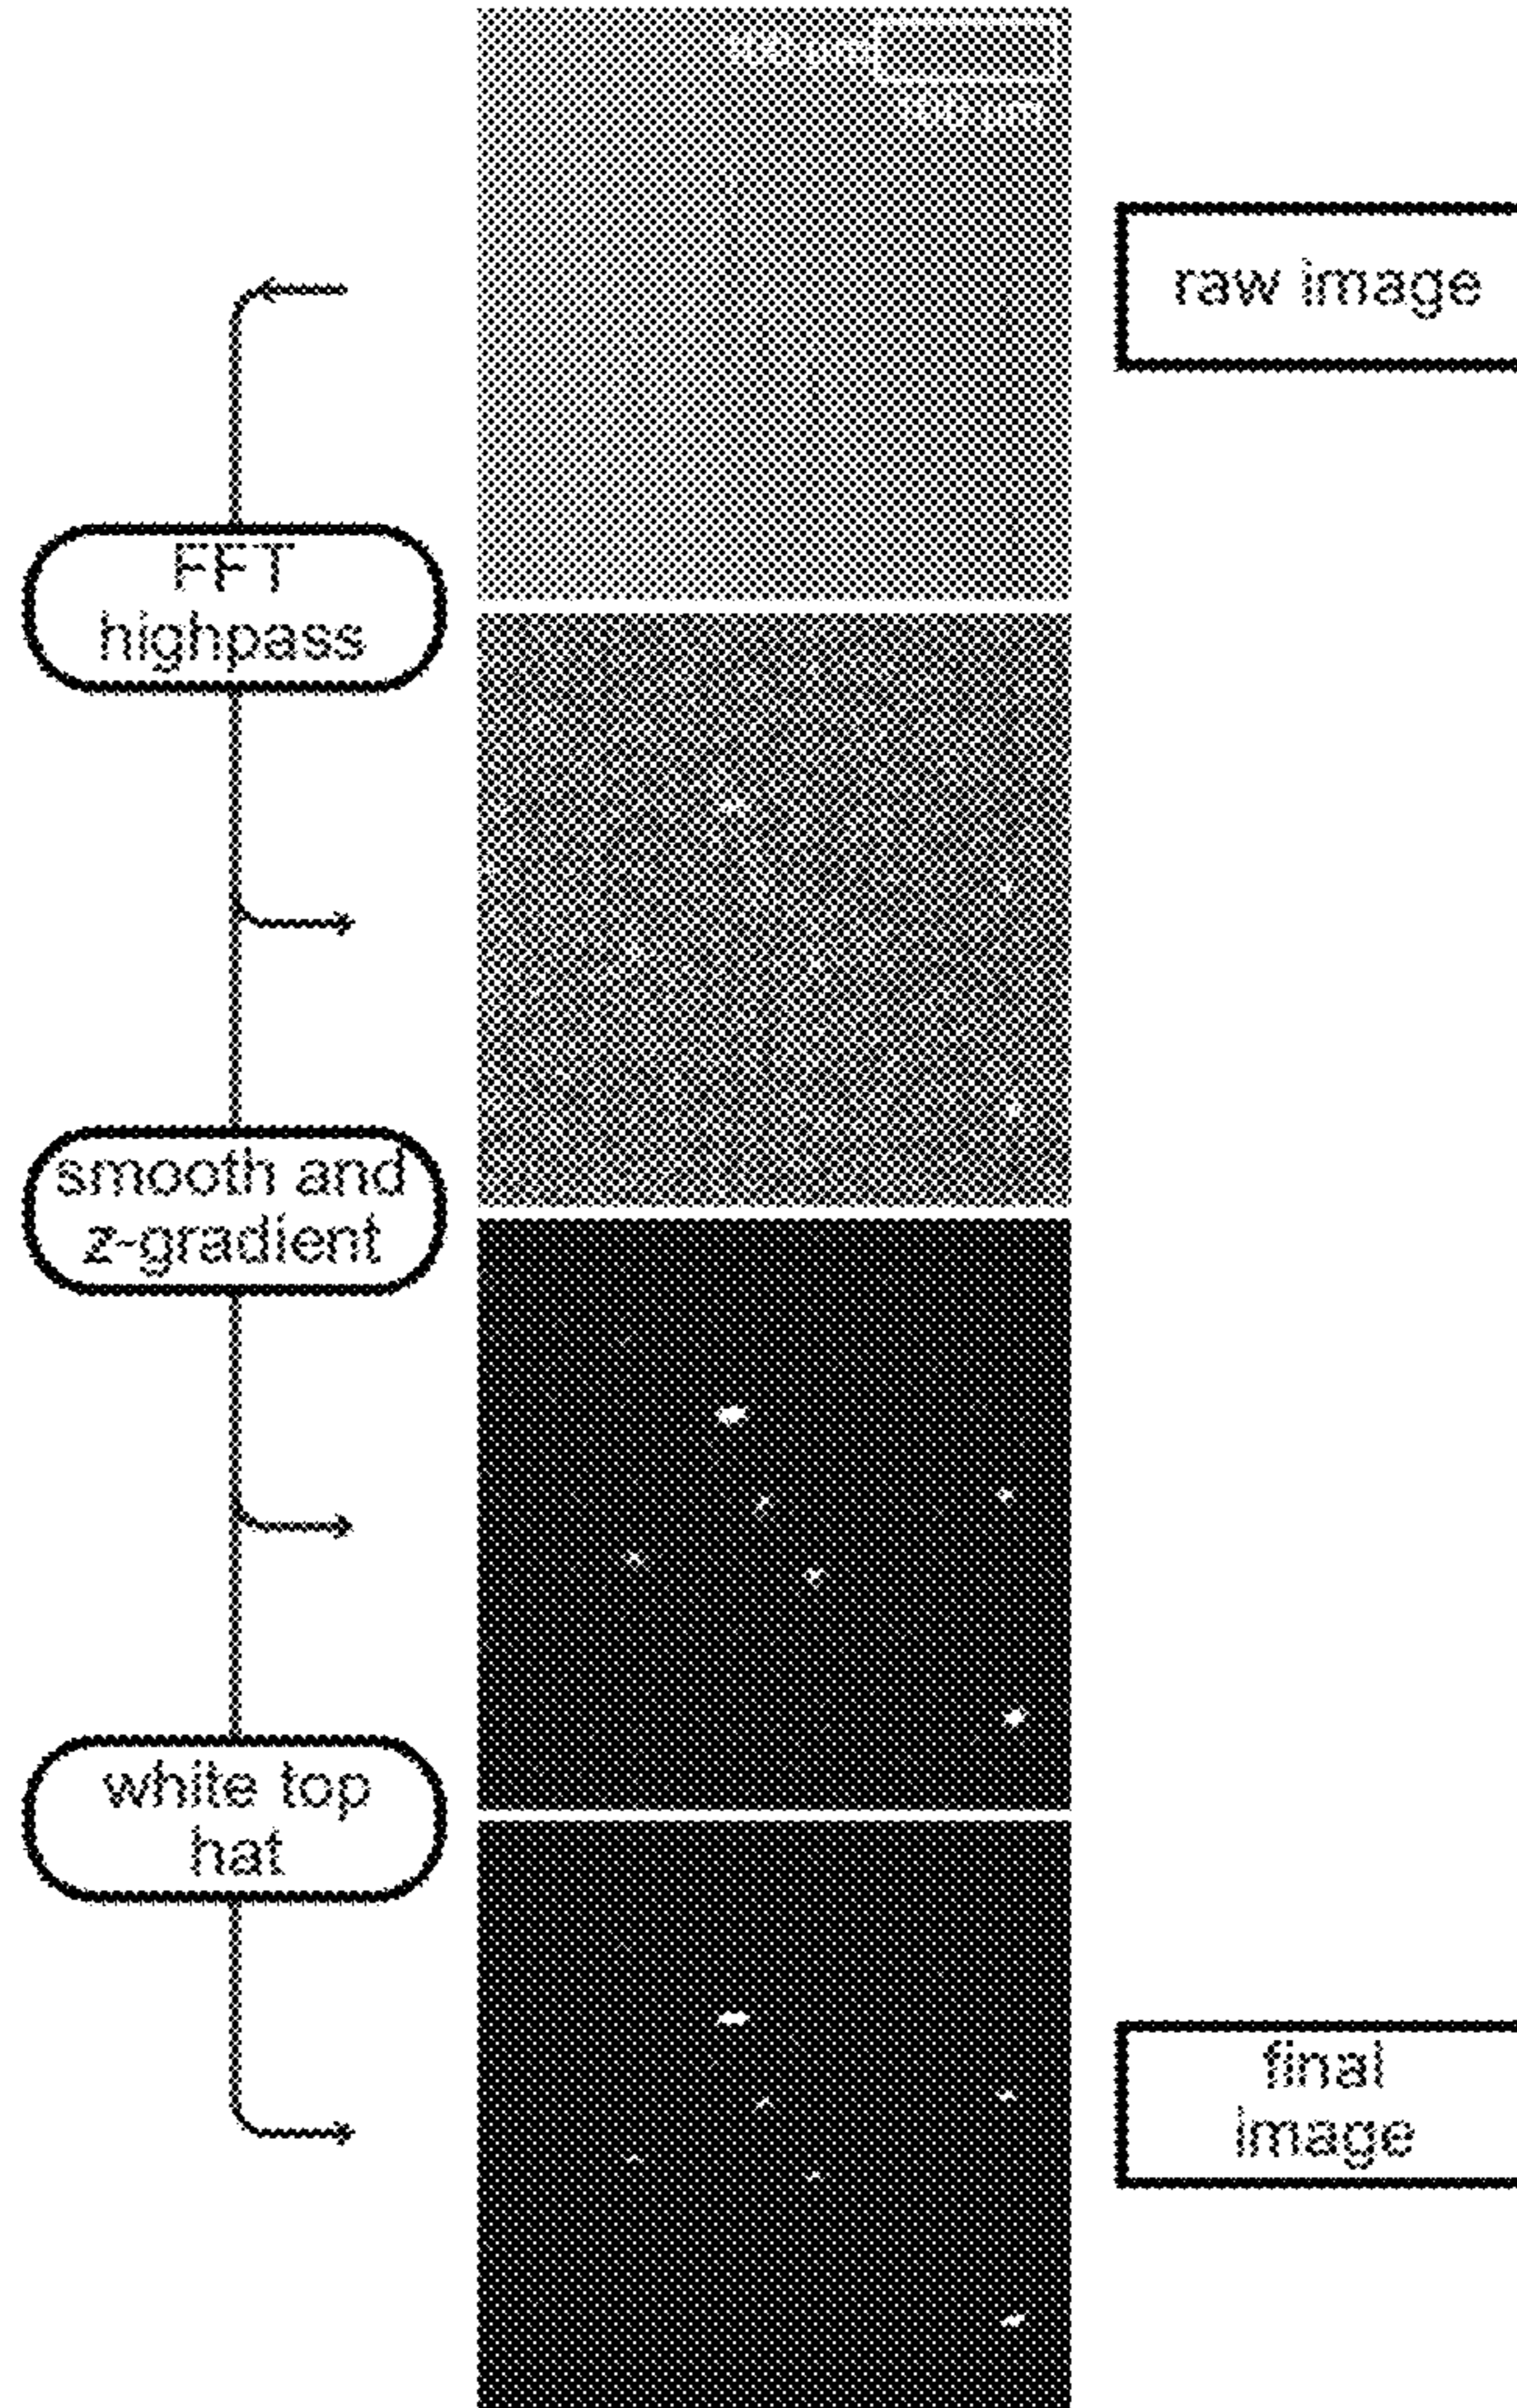 raw image
FFT
highpass
smooth and
z-gradient
white top
hat
final
image